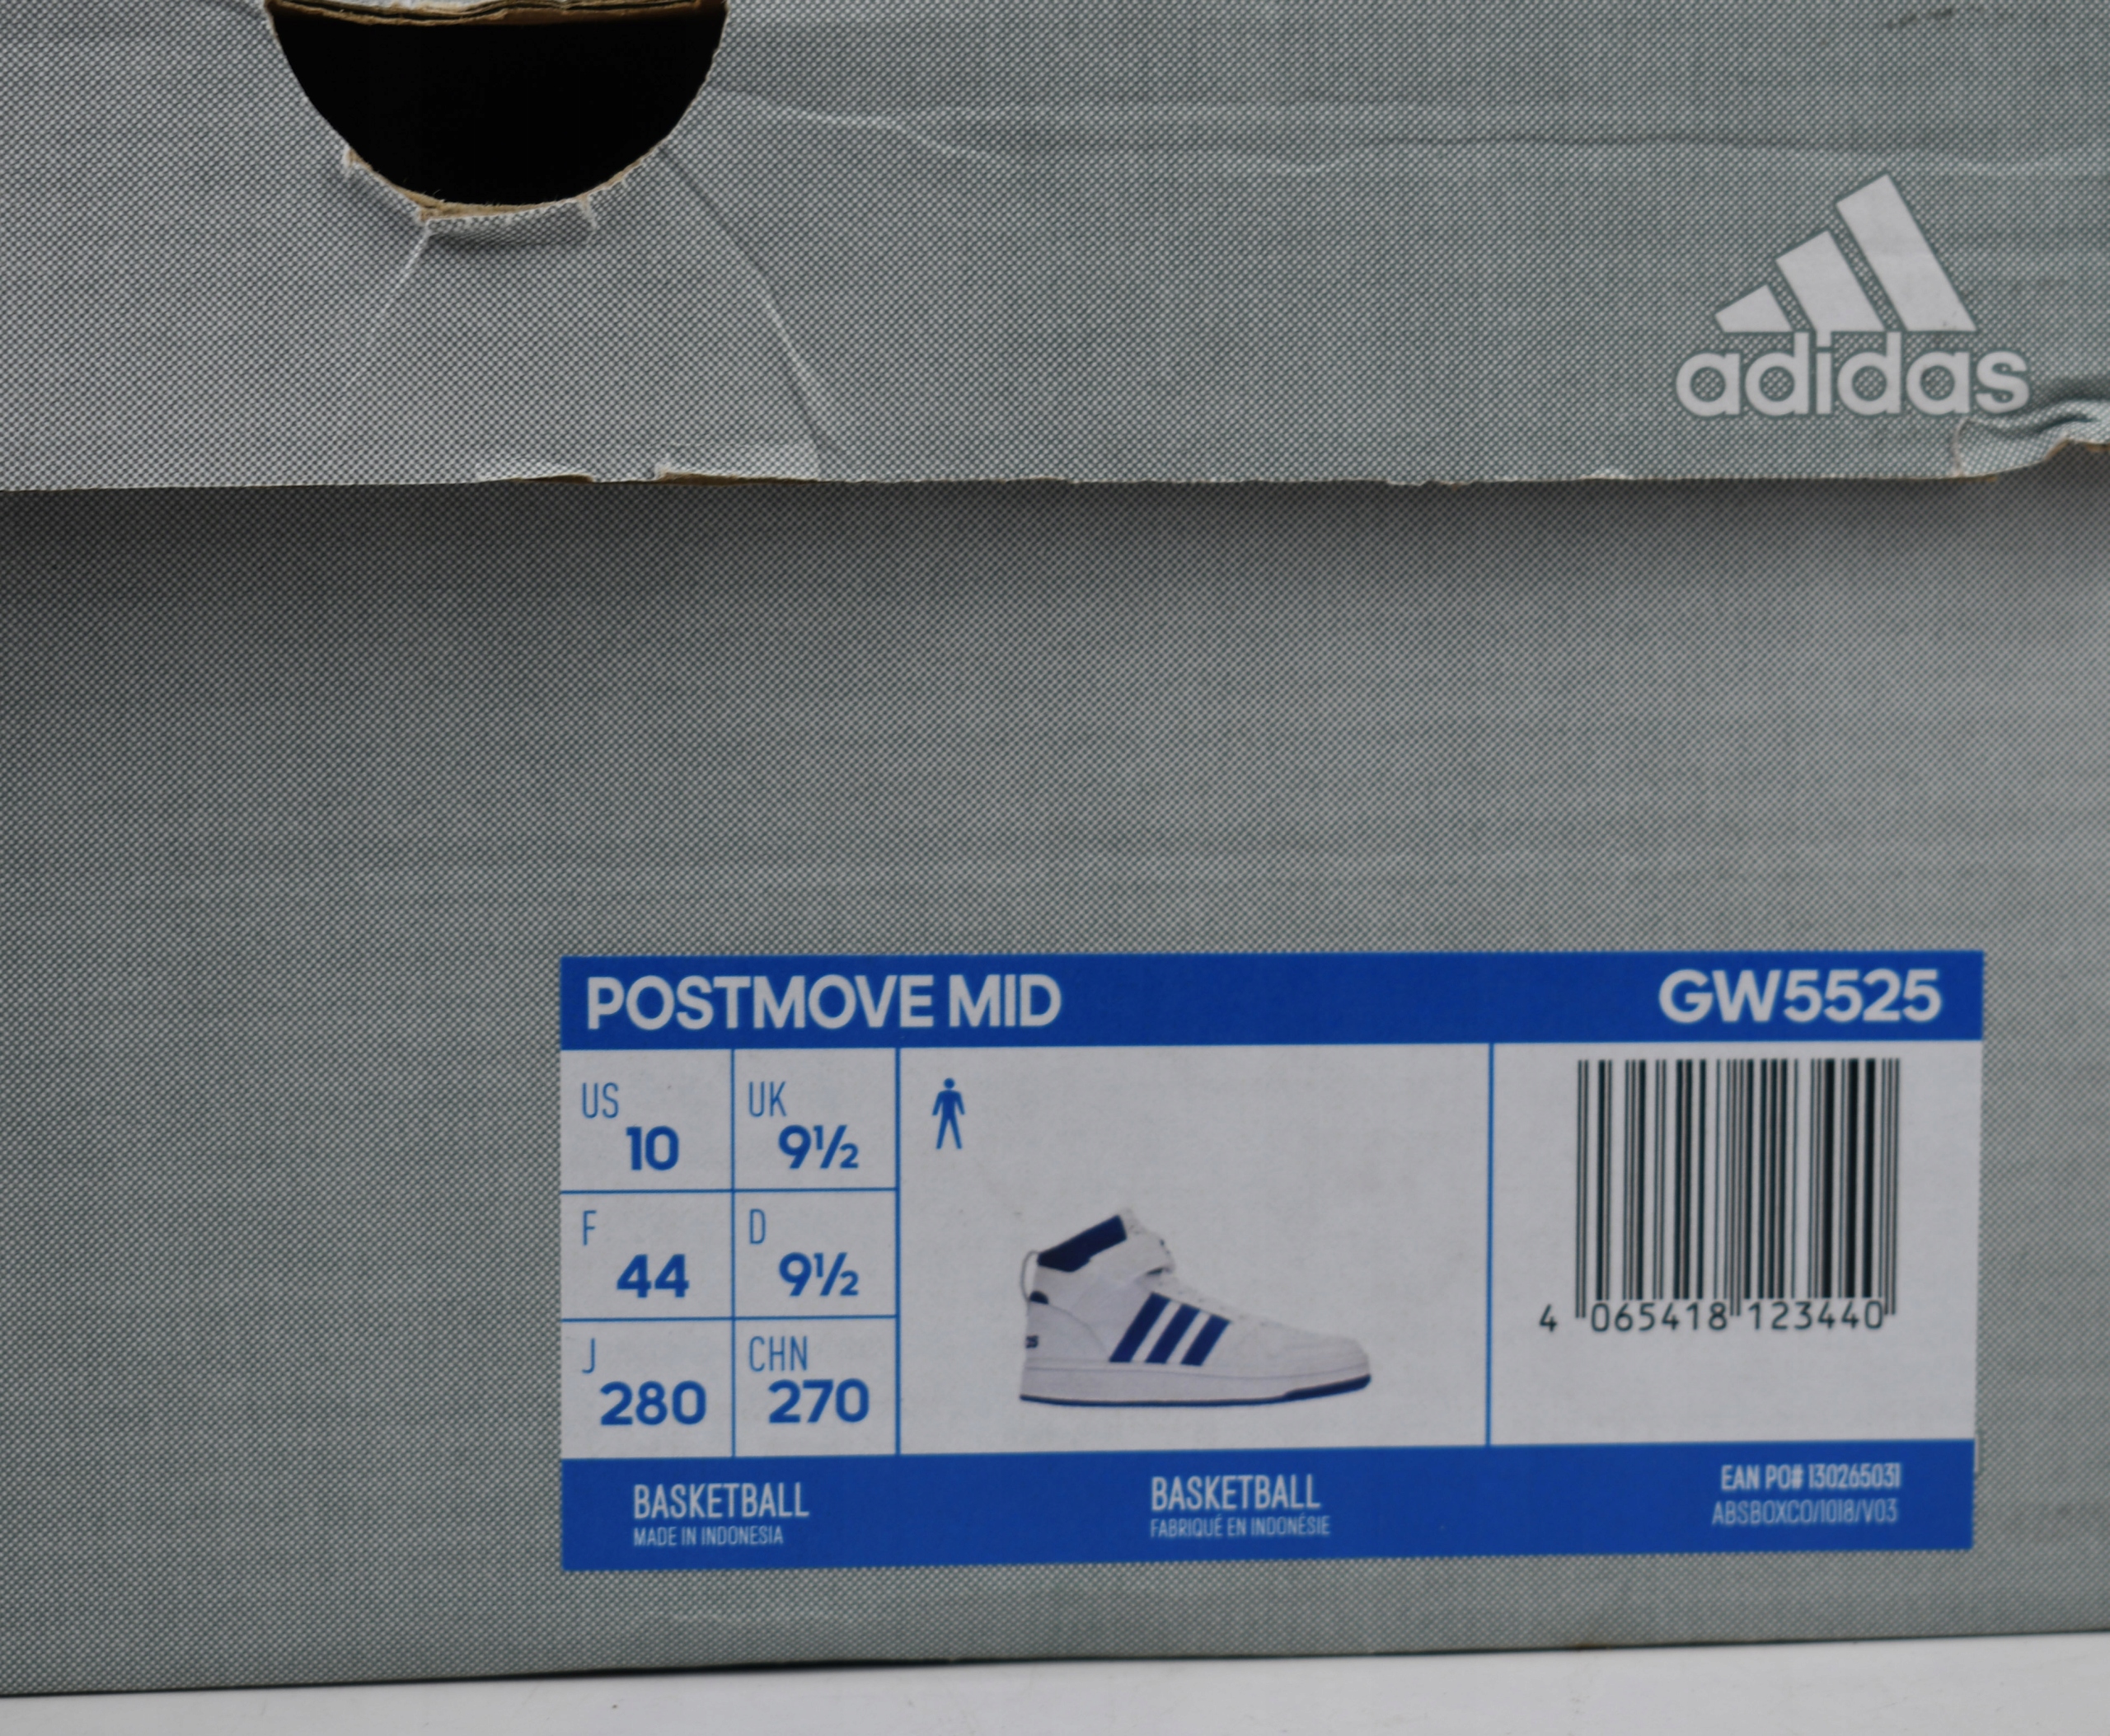 adidas
POSTMOVE MID
GW5525
US
10
UK
9½
F
44
D
9½
J
280
CHN
270
4 065418 123440
BASKETBALL
MADE IN INDONESIA
BASKETBALL
FABRIQUÉ EN INDONÉSIE
EAN PO# 130265031
ABSBOXCO/1018/V03